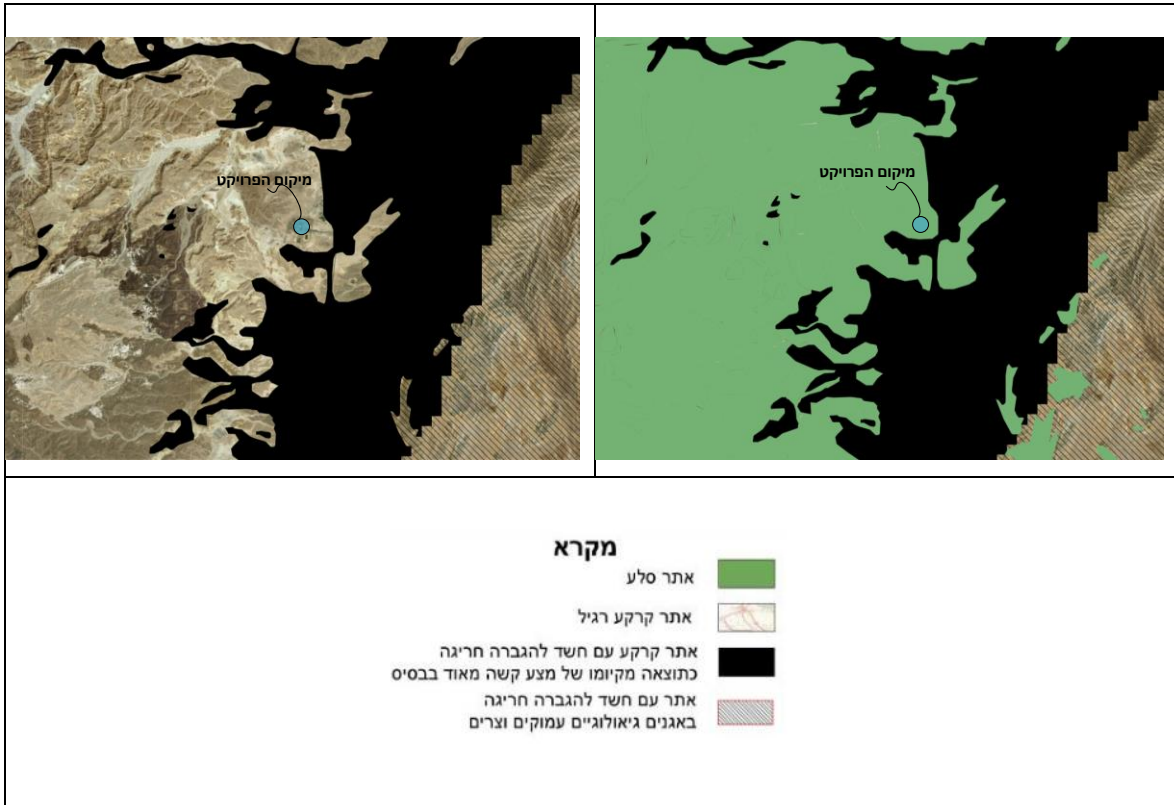 מיקום הפרויקט
מיקום הפרויקט
מקרא
אתר סלע
אתר קרקע רגיל
אתר קרקע עם חשד להגברה חריגה
כתוצאה מקיומו של מצע קשה מאוד בבסיס
אתר עם חשד להגברה חריגה
באגנים גיאולוגיים עמוקים וצרים